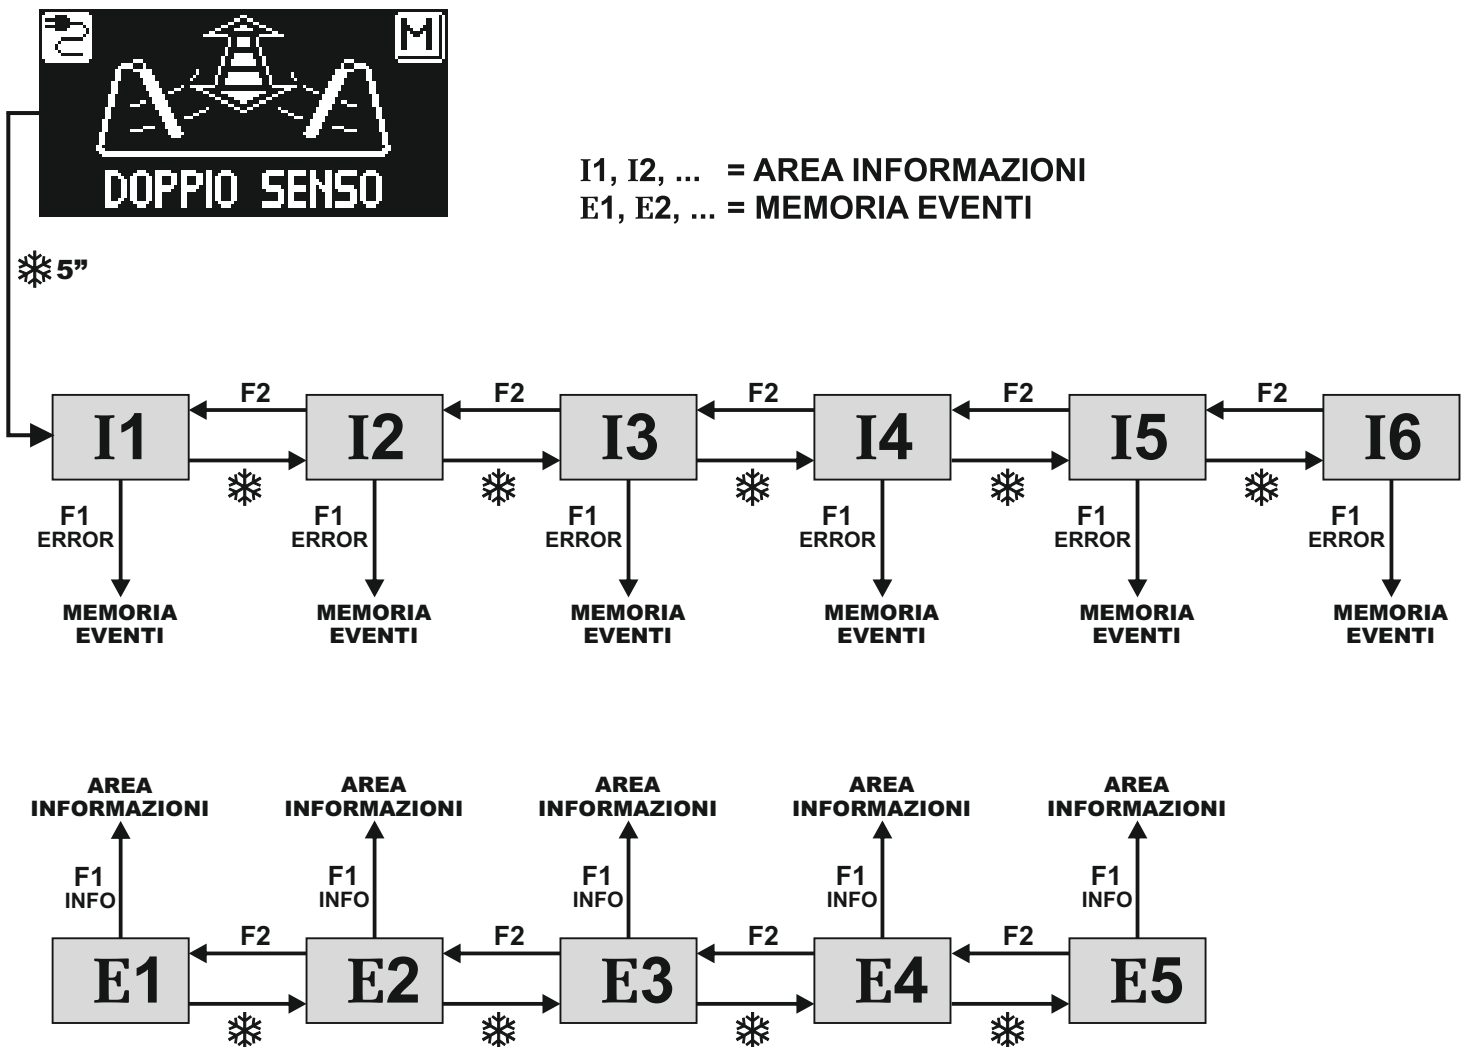 M
DOPPIO SENSO
I1, I2, ... = AREA INFORMAZIONI
E1, E2, ... = MEMORIA EVENTI
5”
F2 F2 F2 F2 F2
I1 I2 I3 I4 I5 I6
F1 F1 F1 F1 F1 F1
ERROR ERROR ERROR ERROR ERROR ERROR
MEMORIA MEMORIA MEMORIA MEMORIA MEMORIA MEMORIA
EVENTI EVENTI EVENTI EVENTI EVENTI EVENTI
AREA AREA AREA AREA AREA
INFORMAZIONI INFORMAZIONI INFORMAZIONI INFORMAZIONI INFORMAZIONI
F1 F1 F1 F1 F1
INFO INFO INFO INFO INFO
F2 F2 F2 F2
E1 E2 E3 E4 E5